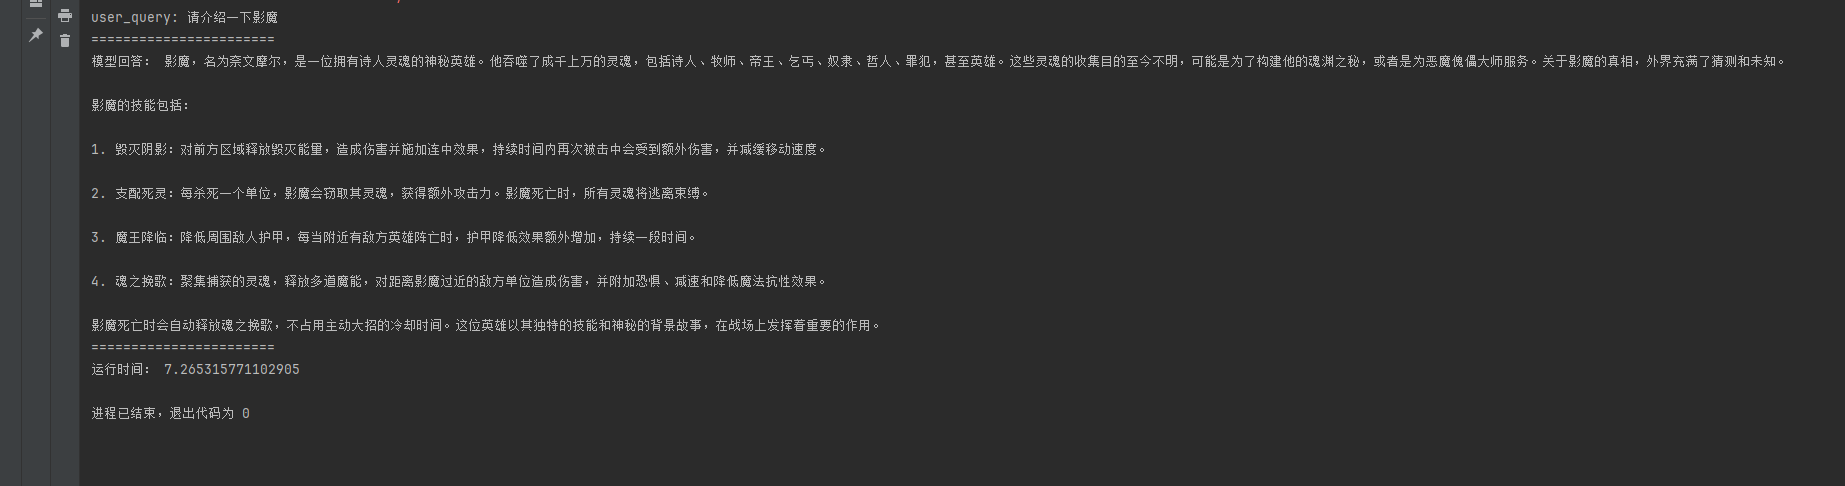 user_query: 请介绍一下影魔
=======================
模型回答： 影魔，名为奈文摩尔，是一位拥有诗人灵魂的神秘英雄。他吞噬了成千上万的灵魂，包括诗人、牧师、帝王、乞丐、奴隶、哲人、罪犯，甚至英雄。这些灵魂的收集目的至今不明，可能是为了构建他的魂渊之秘，或者是为恶魔傀儡大师服务。关于影魔的真相，外界充满了猜测和未知。
影魔的技能包括：
1. 毁灭阴影：对前方区域释放毁灭能量，造成伤害并施加连中效果，持续时间内再次被击中会受到额外伤害，并减缓移动速度。
2. 支配死灵：每杀死一个单位，影魔会窃取其灵魂，获得额外攻击力。影魔死亡时，所有灵魂将逃离束缚。
3. 魔王降临：降低周围敌人护甲，每当附近有敌方英雄阵亡时，护甲降低效果额外增加，持续一段时间。
4. 魂之挽歌：聚集捕获的灵魂，释放多道魔能，对距离影魔过近的敌方单位造成伤害，并附加恐惧、减速和降低魔法抗性效果。
影魔死亡时会自动释放魂之挽歌，不占用主动大招的冷却时间。这位英雄以其独特的技能和神秘的背景故事，在战场上发挥着重要的作用。
=======================
运行时间： 7.265315771102905
进程已结束，退出代码为 0